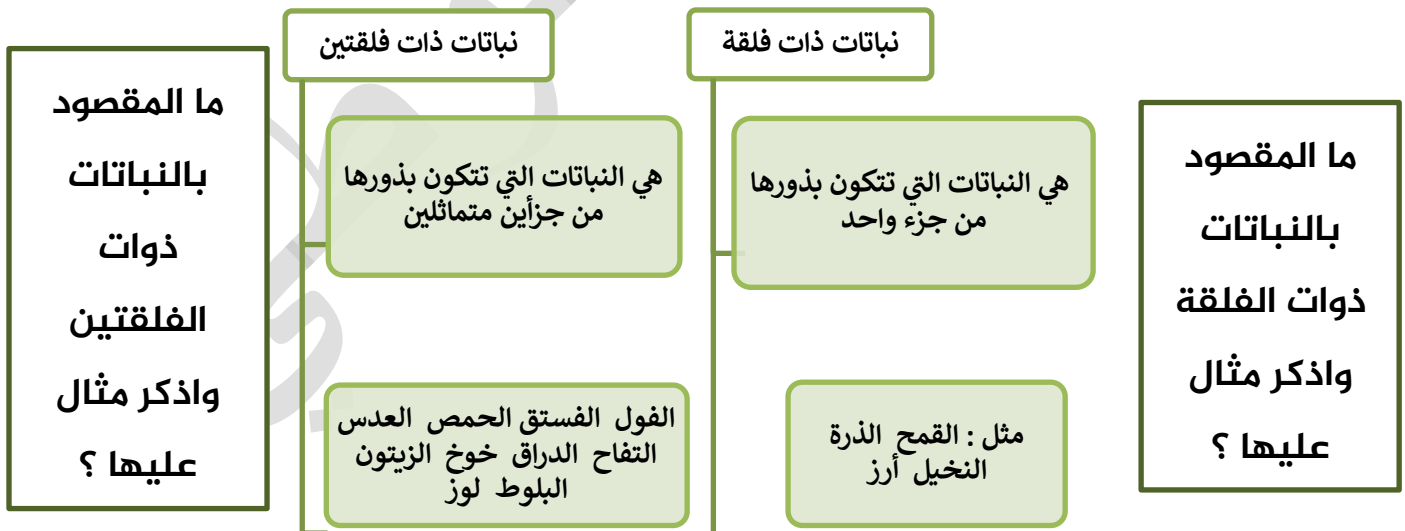 ما المقصود
بالنباتات
ذوات الفلقة
واذكر مثال
عليها ؟
نباتات ذات فلقة
هي النباتات التي تتكون بذورها
من جزء واحد
مثل : القمح الذرة
النخيل أرز
نباتات ذات فلقتين
هي النباتات التي تتكون بذورها
من جزأين متماثلين
الفول الفستق الحمص العدس
التفاح الدراق خوخ الزيتون
البلوط لوز
ما المقصود
بالنباتات
ذوات
الفلقتين
واذكر مثال
عليها ؟